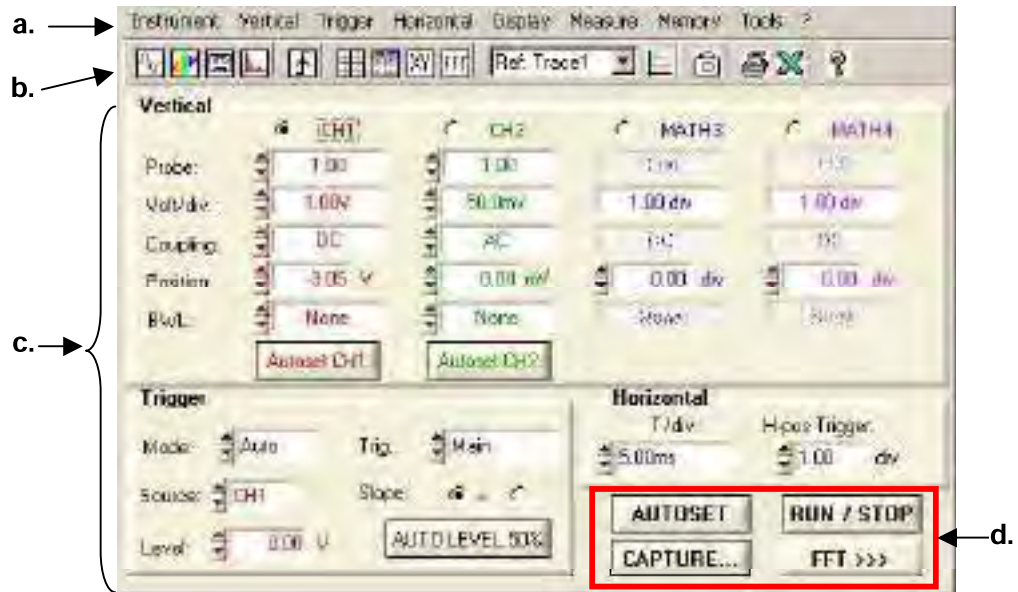 a.
Instrument Vertical Trigger Horizontal Display Measure Memory Tools ?
b.
Ref. Trace1
Vertical
CH1 CH2 MATH3 MATH4
Probe: 1.00 1.00
Volt/div: 1.00V 50.0mV 1.00 div 1.00 div
Coupling: DC AC DC DC
Position: -3.05 V 0.00 mV 0.00 div 0.00 div
BWL: None None None None
c.
Autoset CH1 Autoset CH2
Trigger
Mode: Auto Trig. Main
Source: CH1 Slope:
Level: 0.00 V AUTO LEVEL 50%
Horizontal
T/div: H-pos Trigger:
5.00ms 1.00 div
AUTOSET RUN / STOP
d.
CAPTURE... FFT >>>